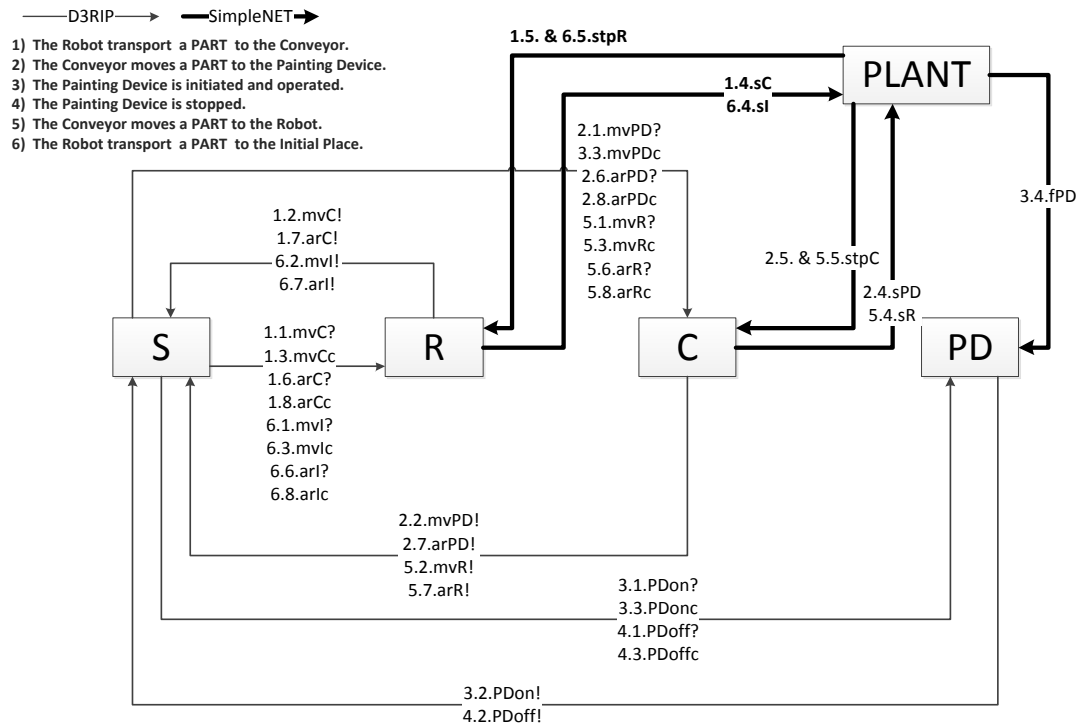 D3RIP
SimpleNET
1) The Robot transport a PART to the Conveyor.
2) The Conveyor moves a PART to the Painting Device.
3) The Painting Device is initiated and operated.
4) The Painting Device is stopped.
5) The Conveyor moves a PART to the Robot.
6) The Robot transport a PART to the Initial Place.
1.5. & 6.5.stpR
PLANT
1.4.sC
6.4.sI
2.1.mvPD?
3.3.mvPDc
2.6.arPD?
2.8.arPDc
5.1.mvR?
5.3.mvRc
5.6.arR?
5.8.arRc
3.4.fPD
1.2.mvC!
1.7.arC!
6.2.mvI!
6.7.arI!
2.5. & 5.5.stpC
2.4.sPD
5.4.sR
S
R
C
PD
1.1.mvC?
1.3.mvCc
1.6.arC?
1.8.arCc
6.1.mvI?
6.3.mvIc
6.6.arI?
6.8.arIc
2.2.mvPD!
2.7.arPD!
5.2.mvR!
5.7.arR!
3.1.PDon?
3.3.PDonc
4.1.PDoff?
4.3.PDoffc
3.2.PDon!
4.2.PDoff!